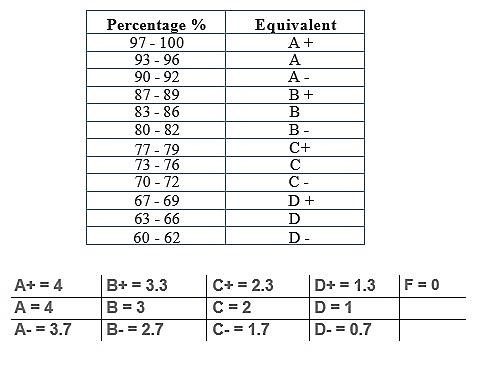 Percentage % Equivalent
97 - 100 A +
93 - 96 A
90 - 92 A -
87 - 89 B +
83 - 86 B
80 - 82 B -
77 - 79 C+
73 - 76 C
70 - 72 C -
67 - 69 D +
63 - 66 D
60 - 62 D -
A+ = 4 B+ = 3.3 C+ = 2.3 D+ = 1.3 F = 0
A = 4 B = 3 C = 2 D = 1
A- = 3.7 B- = 2.7 C- = 1.7 D- = 0.7